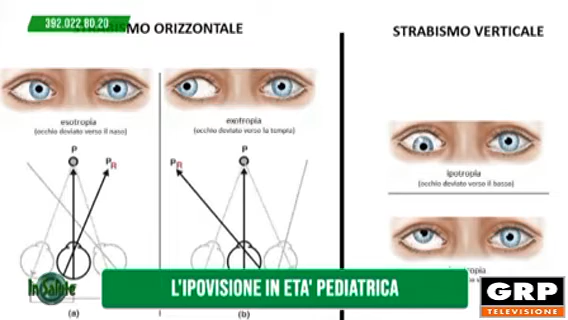 392.022.80.20
STRABISMO ORIZZONTALE
STRABISMO VERTICALE
esotropia
(occhio deviato verso il naso)
exotropia
(occhio deviato verso la tempia)
P
PR
P
PR
ipotropia
(occhio deviato verso il basso)
InSalute
L'IPOVISIONE IN ETA' PEDIATRICA
GRP
TELEVISIONE
(a)
(b)